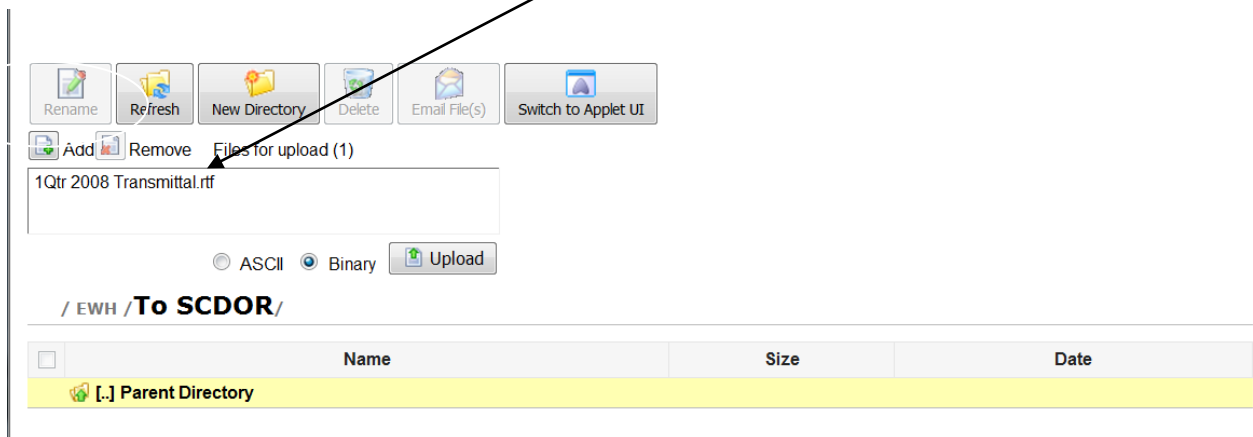 Rename Refresh New Directory Delete Email File(s) Switch to Applet UI
Add Remove Files for upload (1)
1Qtr 2008 Transmittal.rtf
ASCII Binary Upload
/ EWH /To SCDOR/
Name Size Date
[..] Parent Directory